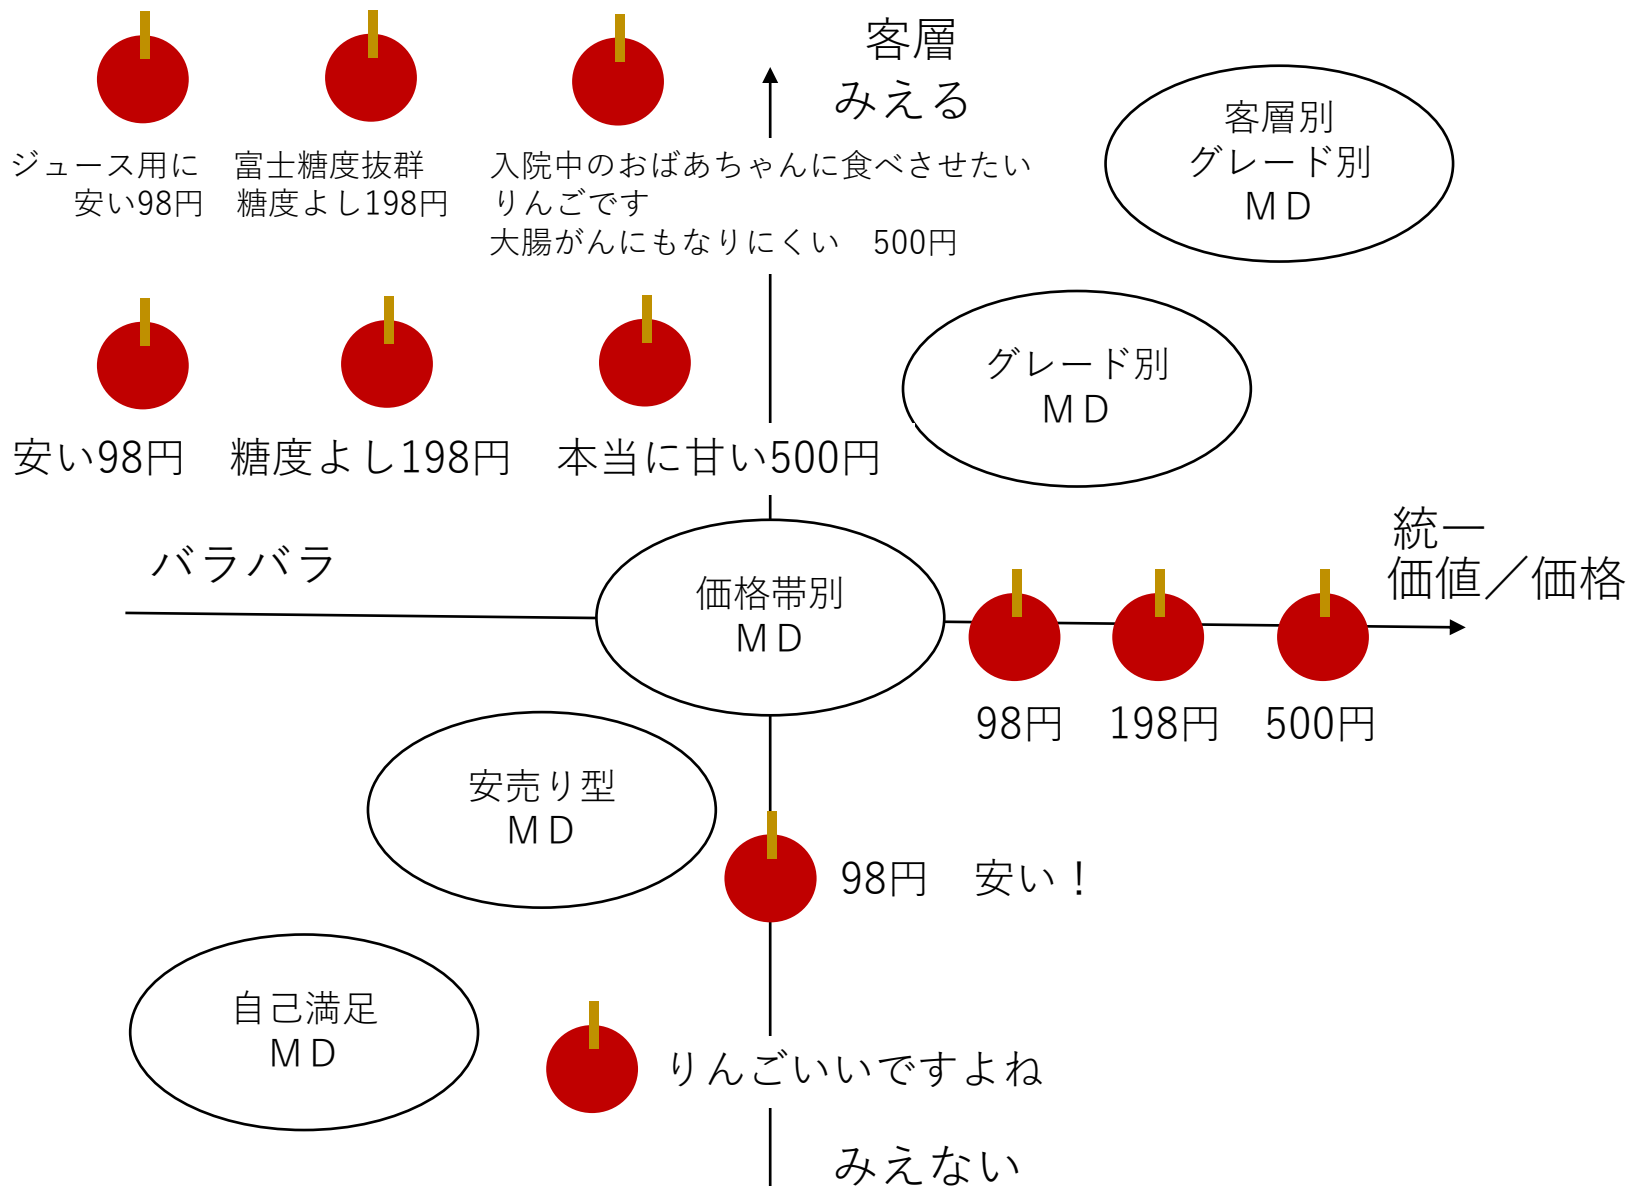 客層
みえる
客層別
グレード別
ＭＤ
ジュース用に
安い98円
富士糖度抜群
糖度よし198円
入院中のおばあちゃんに食べさせたい
りんごです
大腸がんにもなりにくい　500円
グレード別
ＭＤ
安い98円　糖度よし198円　本当に甘い500円
バラバラ
統一
価値／価格
価格帯別
ＭＤ
98円　198円　500円
安売り型
ＭＤ
98円　安い！
自己満足
ＭＤ
りんごいいですよね
みえない